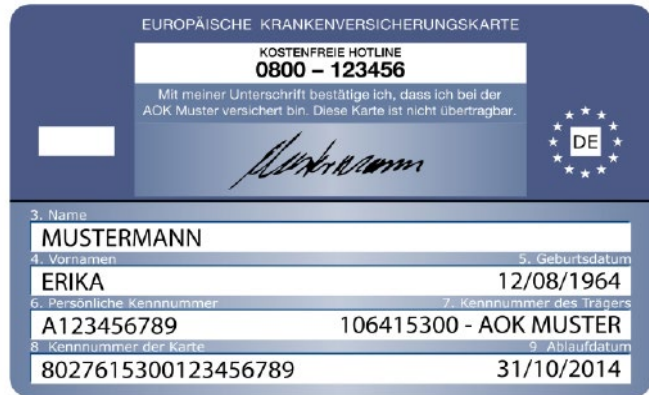 EUROPÄISCHE KRANKENVERSICHERUNGSKARTE
KOSTENFREIE HOTLINE
0800 – 123456
Mit meiner Unterschrift bestätige ich, dass ich bei der
AOK Muster versichert bin. Diese Karte ist nicht übertragbar.
Mustermann
DE
3. Name
MUSTERMANN
4. Vornamen 5. Geburtsdatum
ERIKA 12/08/1964
6. Persönliche Kennnummer 7. Kennnummer des Trägers
A123456789 106415300 - AOK MUSTER
8 Kennnummer der Karte 9 Ablaufdatum
8027615300123456789 31/10/2014